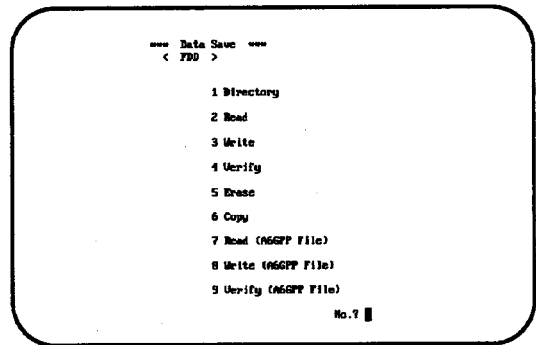 *** Data Save ***
< FDD >
1 Directory
2 Read
3 Write
4 Verify
5 Erase
6 Copy
7 Read (A6GPP File)
8 Write (A6GPP File)
9 Verify (A6GPP File)
No.?